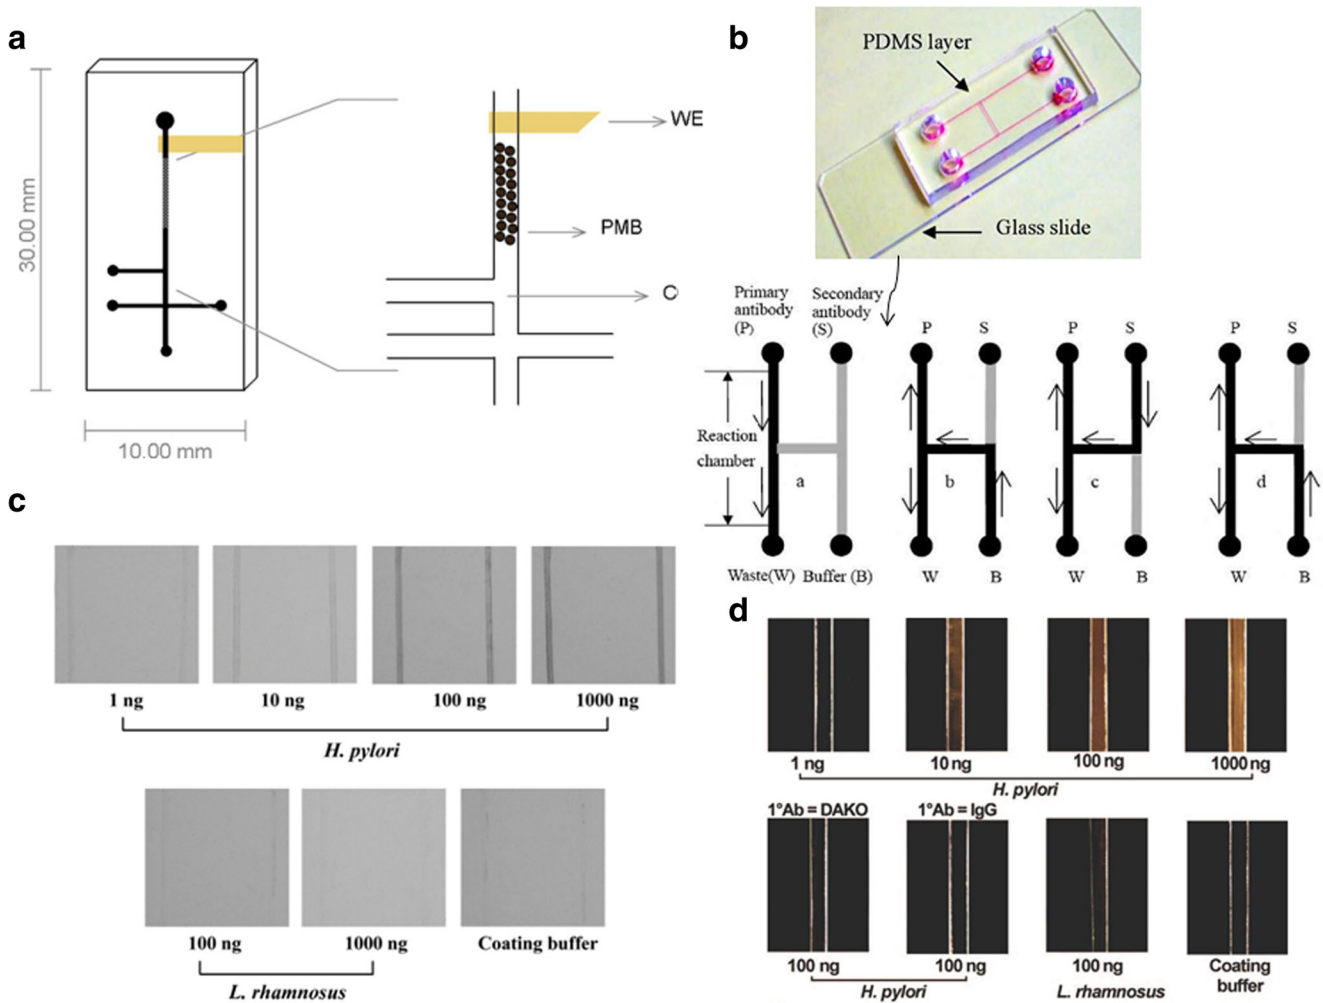 a
30.00 mm
10.00 mm
WE
PMB
C
b
PDMS layer
Glass slide
Primary
antibody
(P)
Secondary
antibody
(S)
Reaction
chamber
a
Waste(W) Buffer (B)
P S
b
W B
P S
c
W B
P S
d
W B
c
1 ng 10 ng 100 ng 1000 ng
H. pylori
100 ng 1000 ng Coating buffer
L. rhamnosus
d
1 ng 10 ng 100 ng 1000 ng
H. pylori
1°Ab = DAKO 1°Ab = IgG
100 ng 100 ng 100 ng Coating
buffer
H. pylori L. rhamnosus